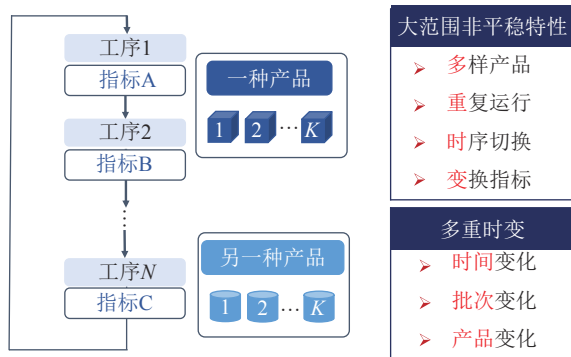 工序1
指标A
工序2
指标B
⋮
工序N
指标C
一种产品
1 2 … K
另一种产品
1 2 … K
大范围非平稳特性
多样产品
重复运行
时序切换
变换指标
多重时变
时间变化
批次变化
产品变化